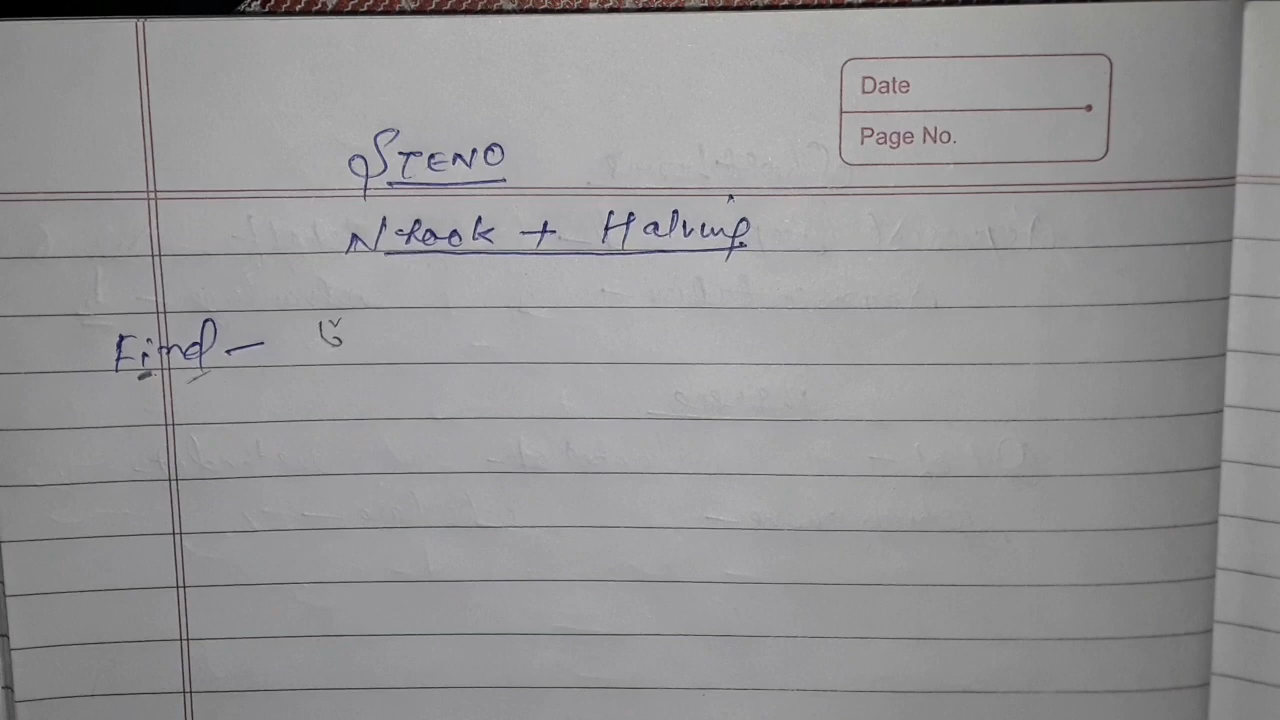 Date
Page No.
STENO
N-hook + Halving
Find -